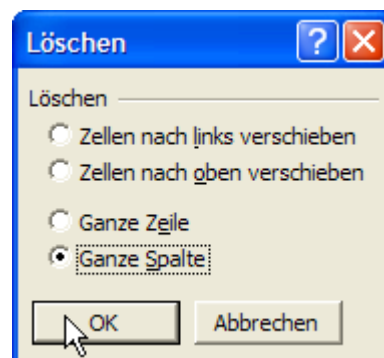 Löschen
Löschen
Zellen nach links verschieben
Zellen nach oben verschieben
Ganze Zeile
Ganze Spalte
OK Abbrechen